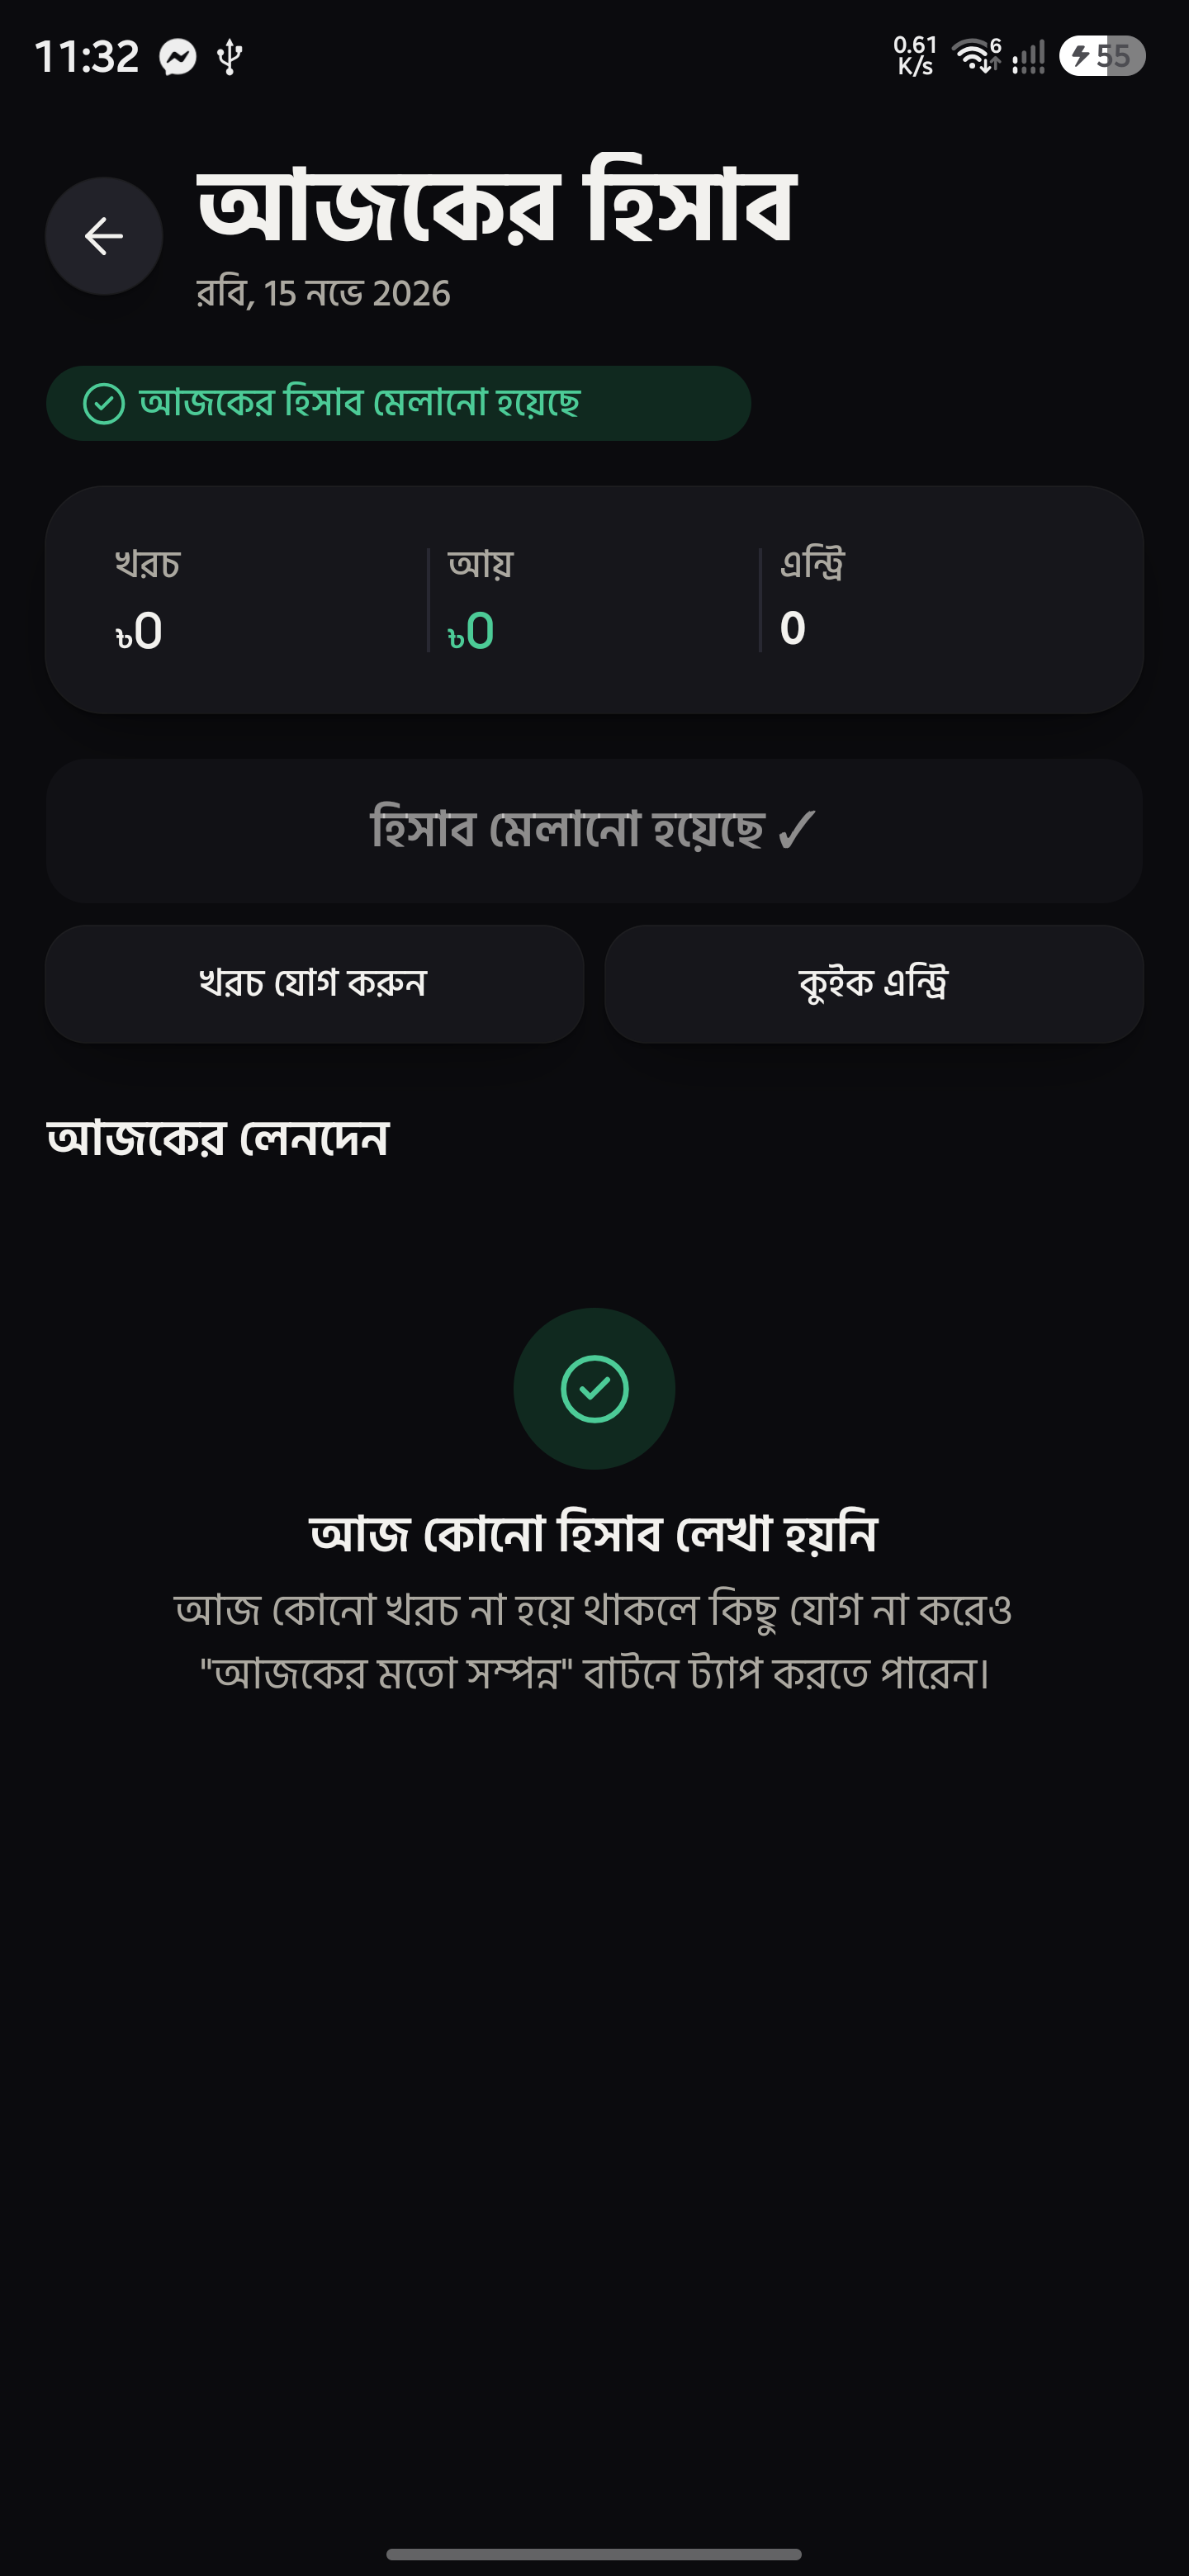 11:32
0.61
K/s
6
55
আজকের হিসাব
রবি, 15 নভে 2026
আজকের হিসাব মেলানো হয়েছে
খরচ
আয়
এন্ট্রি
৳0
৳0
0
হিসাব মেলানো হয়েছে ✓
খরচ যোগ করুন
কুইক এন্ট্রি
আজকের লেনদেন
আজ কোনো হিসাব লেখা হয়নি
আজ কোনো খরচ না হয়ে থাকলে কিছু যোগ না করেও
"আজকের মতো সম্পন্ন" বাটনে ট্যাপ করতে পারেন।